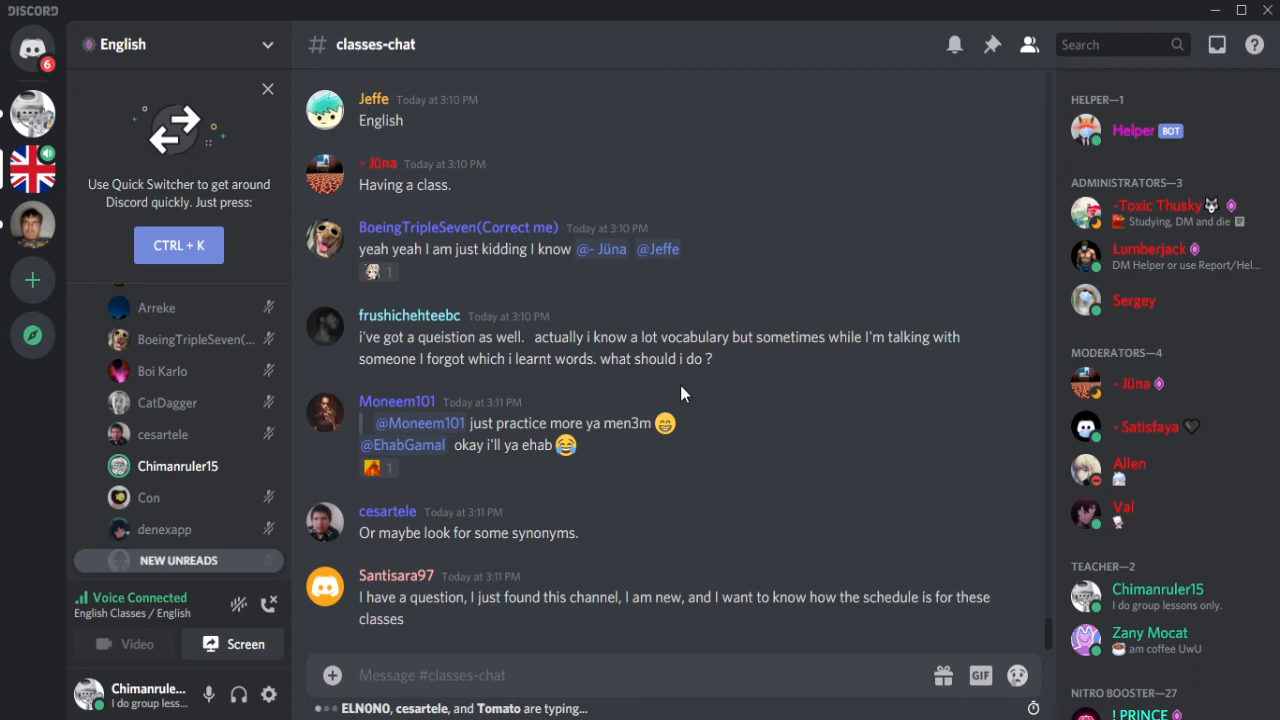 DISCORD
6
English
Use Quick Switcher to get around
Discord quickly. Just press:
CTRL + K
Arreke
BoeingTripleSeven(...
Boi Karlo
CatDagger
cesartele
Chimanruler15
Con
denexapp
NEW UNREADS
Voice Connected
English Classes / English
Video
Screen
Chimanrule...
I do group less...
# classes-chat
Search
Jeffe Today at 3:10 PM
English
- Jüna Today at 3:10 PM
Having a class.
BoeingTripleSeven(Correct me) Today at 3:10 PM
yeah yeah I am just kidding I know @- Jüna @Jeffe
1
frushichehteebc Today at 3:10 PM
i've got a queistion as well. actually i know a lot vocabulary but sometimes while I'm talking with
someone I forgot which i learnt words. what should i do ?
Moneem101 Today at 3:11 PM
@Moneem101 just practice more ya men3m 😁
@EhabGamal okay i'll ya ehab 😂
1
cesartele Today at 3:11 PM
Or maybe look for some synonyms.
Santisara97 Today at 3:11 PM
I have a question, I just found this channel, I am new, and I want to know how the schedule is for these
classes
Message #classes-chat
GIF
ELNON0, cesartele, and Tomato are typing...
HELPER—1
Helper BOT
ADMINISTRATORS—3
-Toxic Thusky
Studying, DM and die
Lumberjack
DM Helper or use Report/Hel...
Sergey
MODERATORS—4
- Jüna
- Satisfaya
Allen
Val
TEACHER—2
Chimanruler15
I do group lessons only.
Zany Mocat
am coffee UwU
NITRO BOOSTER—27
! PRINCE